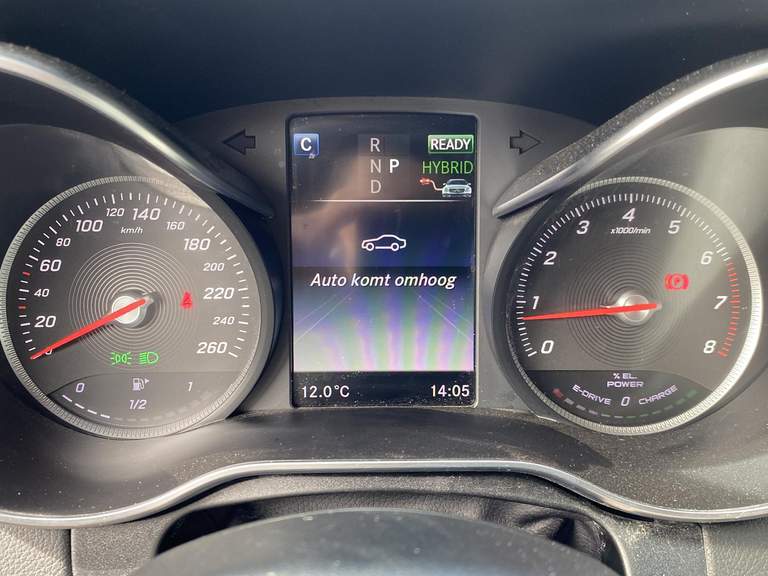 C
R
N P
D
READY
HYBRID
Auto komt omhoog
12.0°C 14:05
0 20 40 60 80 100 120 140 160 180 200 220 240 260
km/h
0 1/2 1
0 1 2 3 4 5 6 7 8
x1000/min
P
% EL.
POWER
E-DRIVE 0 CHARGE